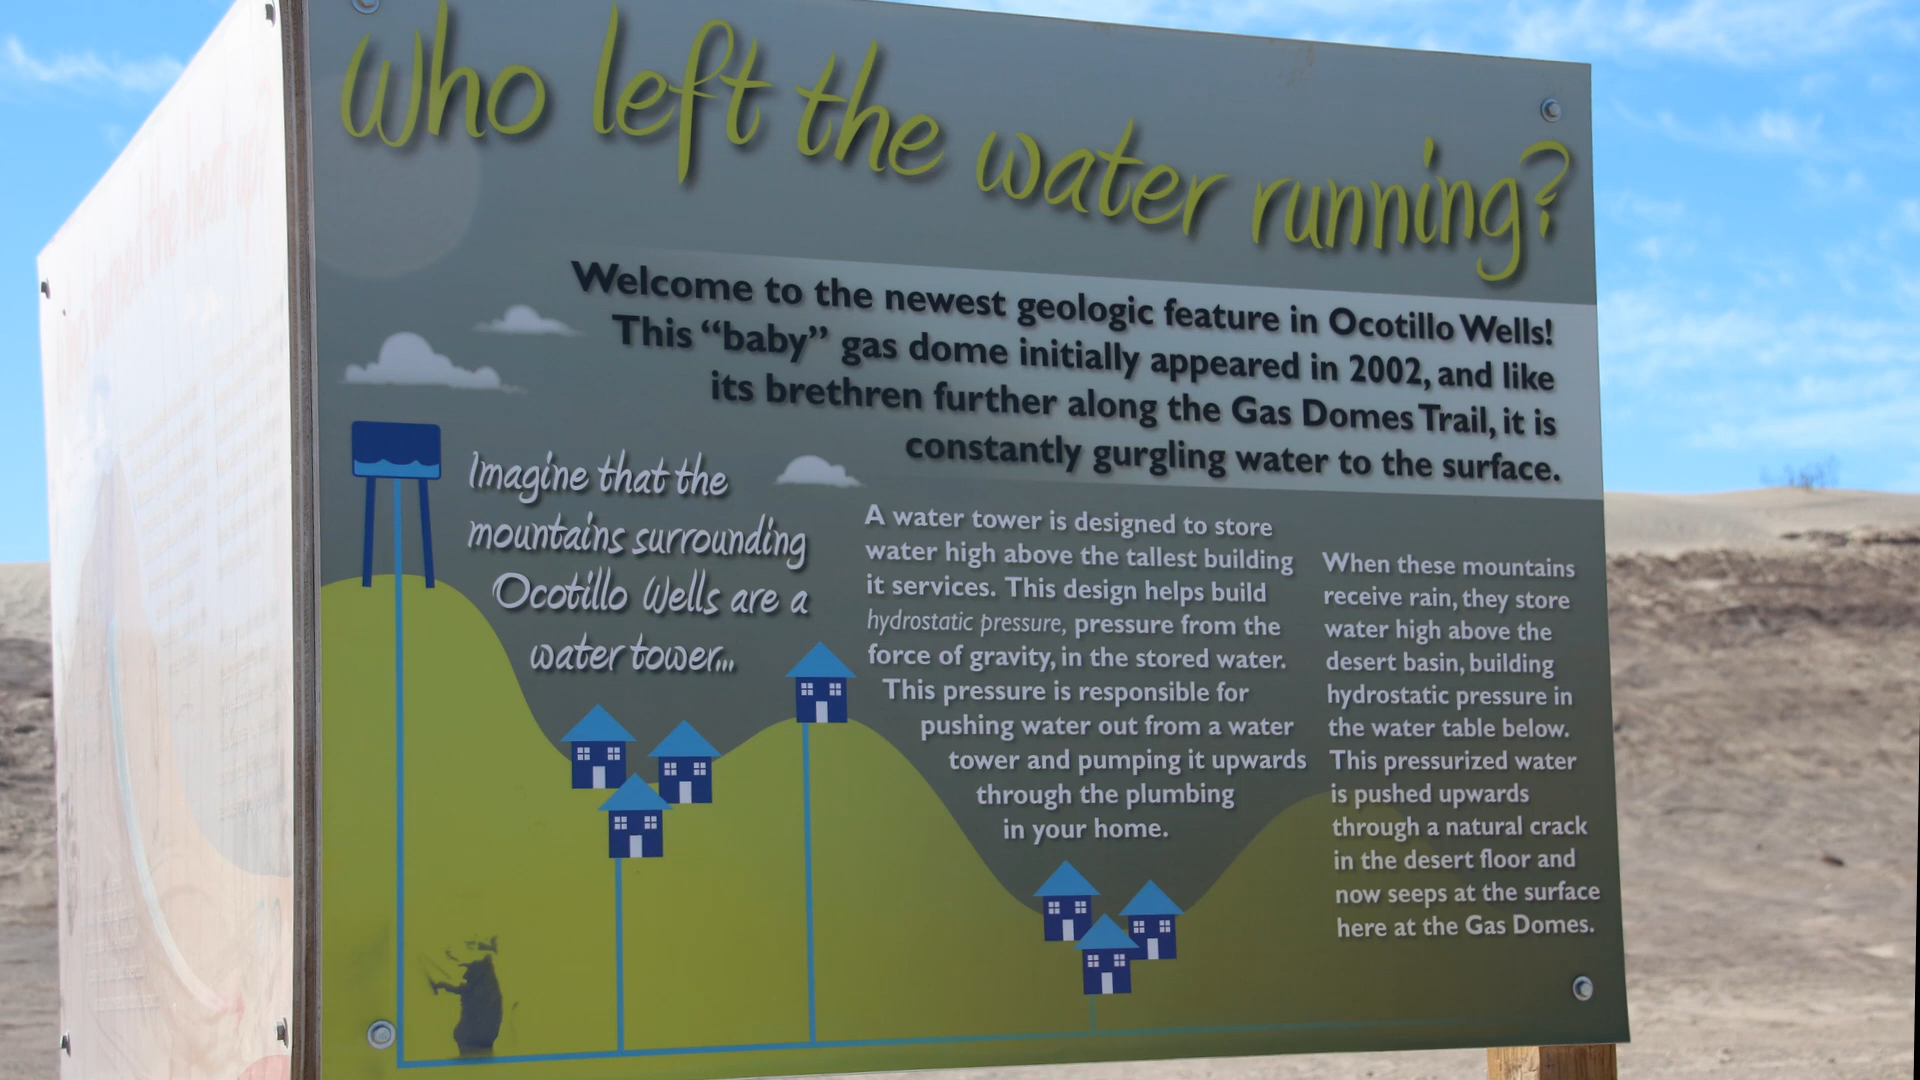 Who left the water running?
Welcome to the newest geologic feature in Ocotillo Wells!
This “baby” gas dome initially appeared in 2002, and like
its brethren further along the Gas Domes Trail, it is
constantly gurgling water to the surface.
Imagine that the
mountains surrounding
Ocotillo Wells are a
water tower...
A water tower is designed to store
water high above the tallest building
it services. This design helps build
hydrostatic pressure, pressure from the
force of gravity, in the stored water.
This pressure is responsible for
pushing water out from a water
tower and pumping it upwards
through the plumbing
in your home.
When these mountains
receive rain, they store
water high above the
desert basin, building
hydrostatic pressure in
the water table below.
This pressurized water
is pushed upwards
through a natural crack
in the desert floor and
now seeps at the surface
here at the Gas Domes.